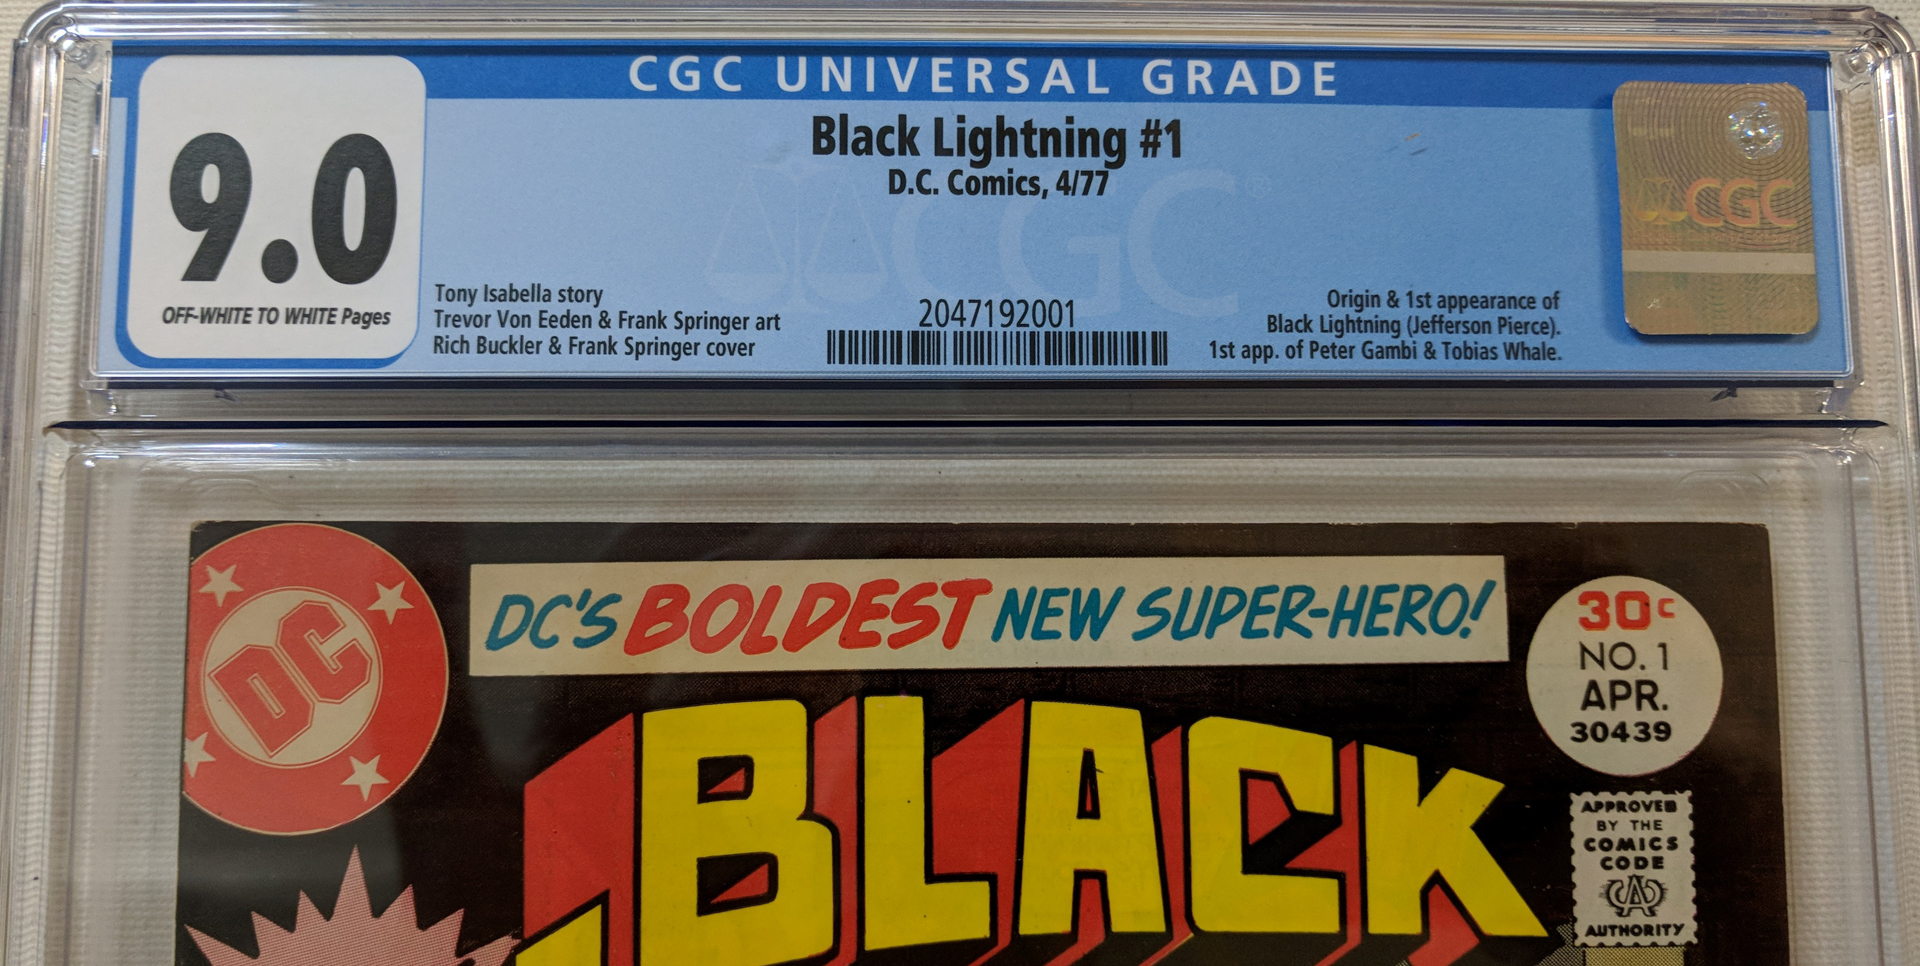 CGC UNIVERSAL GRADE
9.0
OFF-WHITE TO WHITE Pages
Black Lightning #1
D.C. Comics, 4/77
CGC®
Tony Isabella story
Trevor Von Eeden & Frank Springer art
Rich Buckler & Frank Springer cover
2047192001
Origin & 1st appearance of
Black Lightning (Jefferson Pierce).
1st app. of Peter Gambi & Tobias Whale.
CGC
DC
DC'S BOLDEST NEW SUPER-HERO!
30¢
NO. 1
APR.
30439
BLACK
APPROVED
BY THE
COMICS
CODE
CA
AUTHORITY